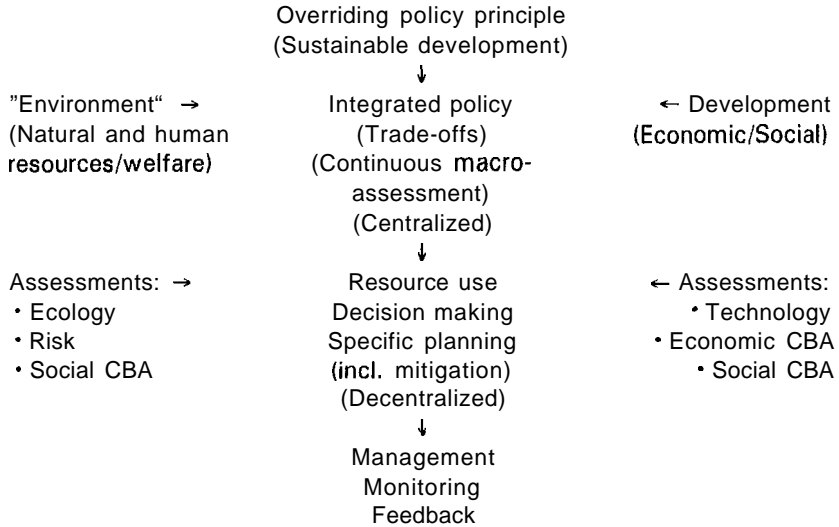 Overriding policy principle
(Sustainable development)
↓
"Environment“ → Integrated policy ← Development
(Natural and human (Trade-offs) (Economic/Social)
resources/welfare) (Continuous macro-
assessment)
(Centralized)
↓
Assessments: → Resource use ← Assessments:
• Ecology Decision making • Technology
• Risk Specific planning • Economic CBA
• Social CBA (incl. mitigation) • Social CBA
(Decentralized)
↓
Management
Monitoring
Feedback